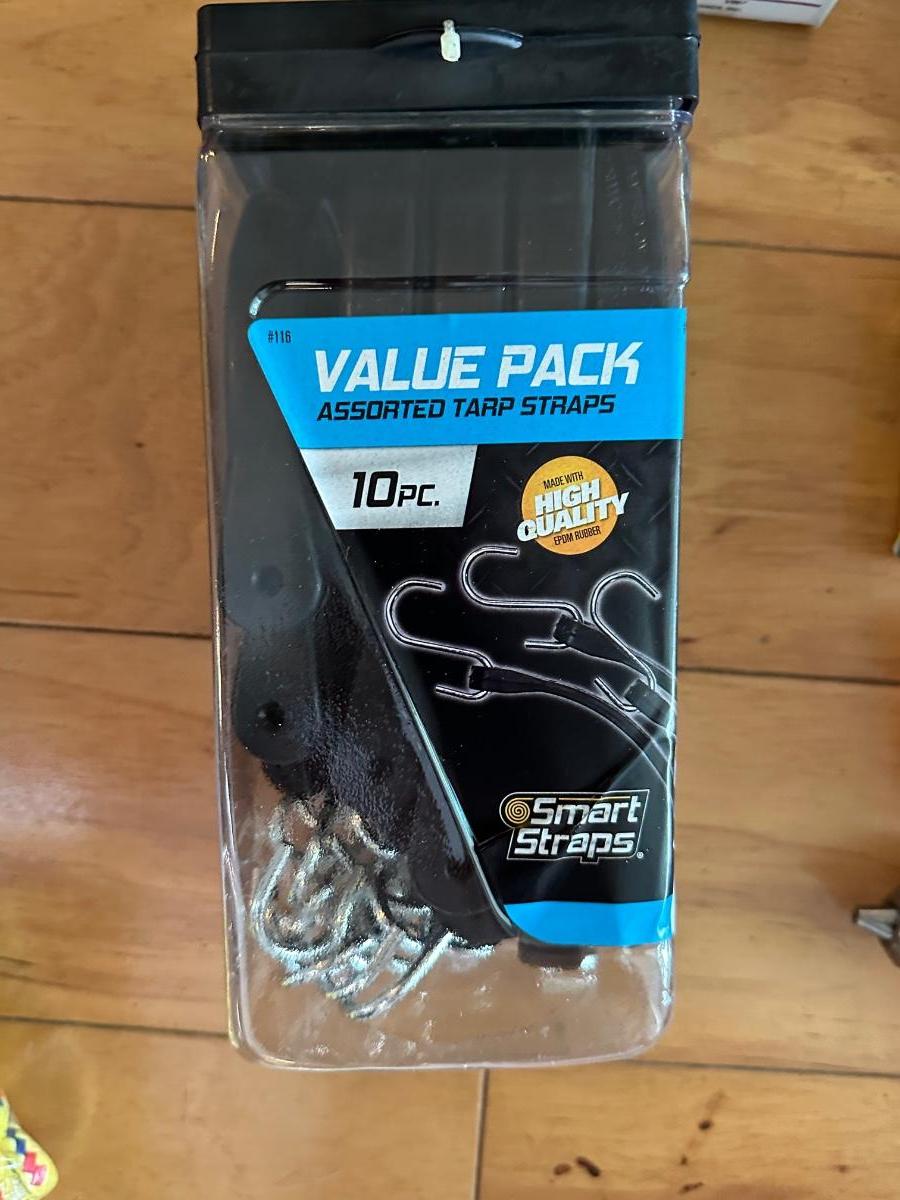 #116
VALUE PACK
ASSORTED TARP STRAPS
10PC.
MADE WITH
HIGH
QUALITY
EPDM RUBBER
Smart
Straps®